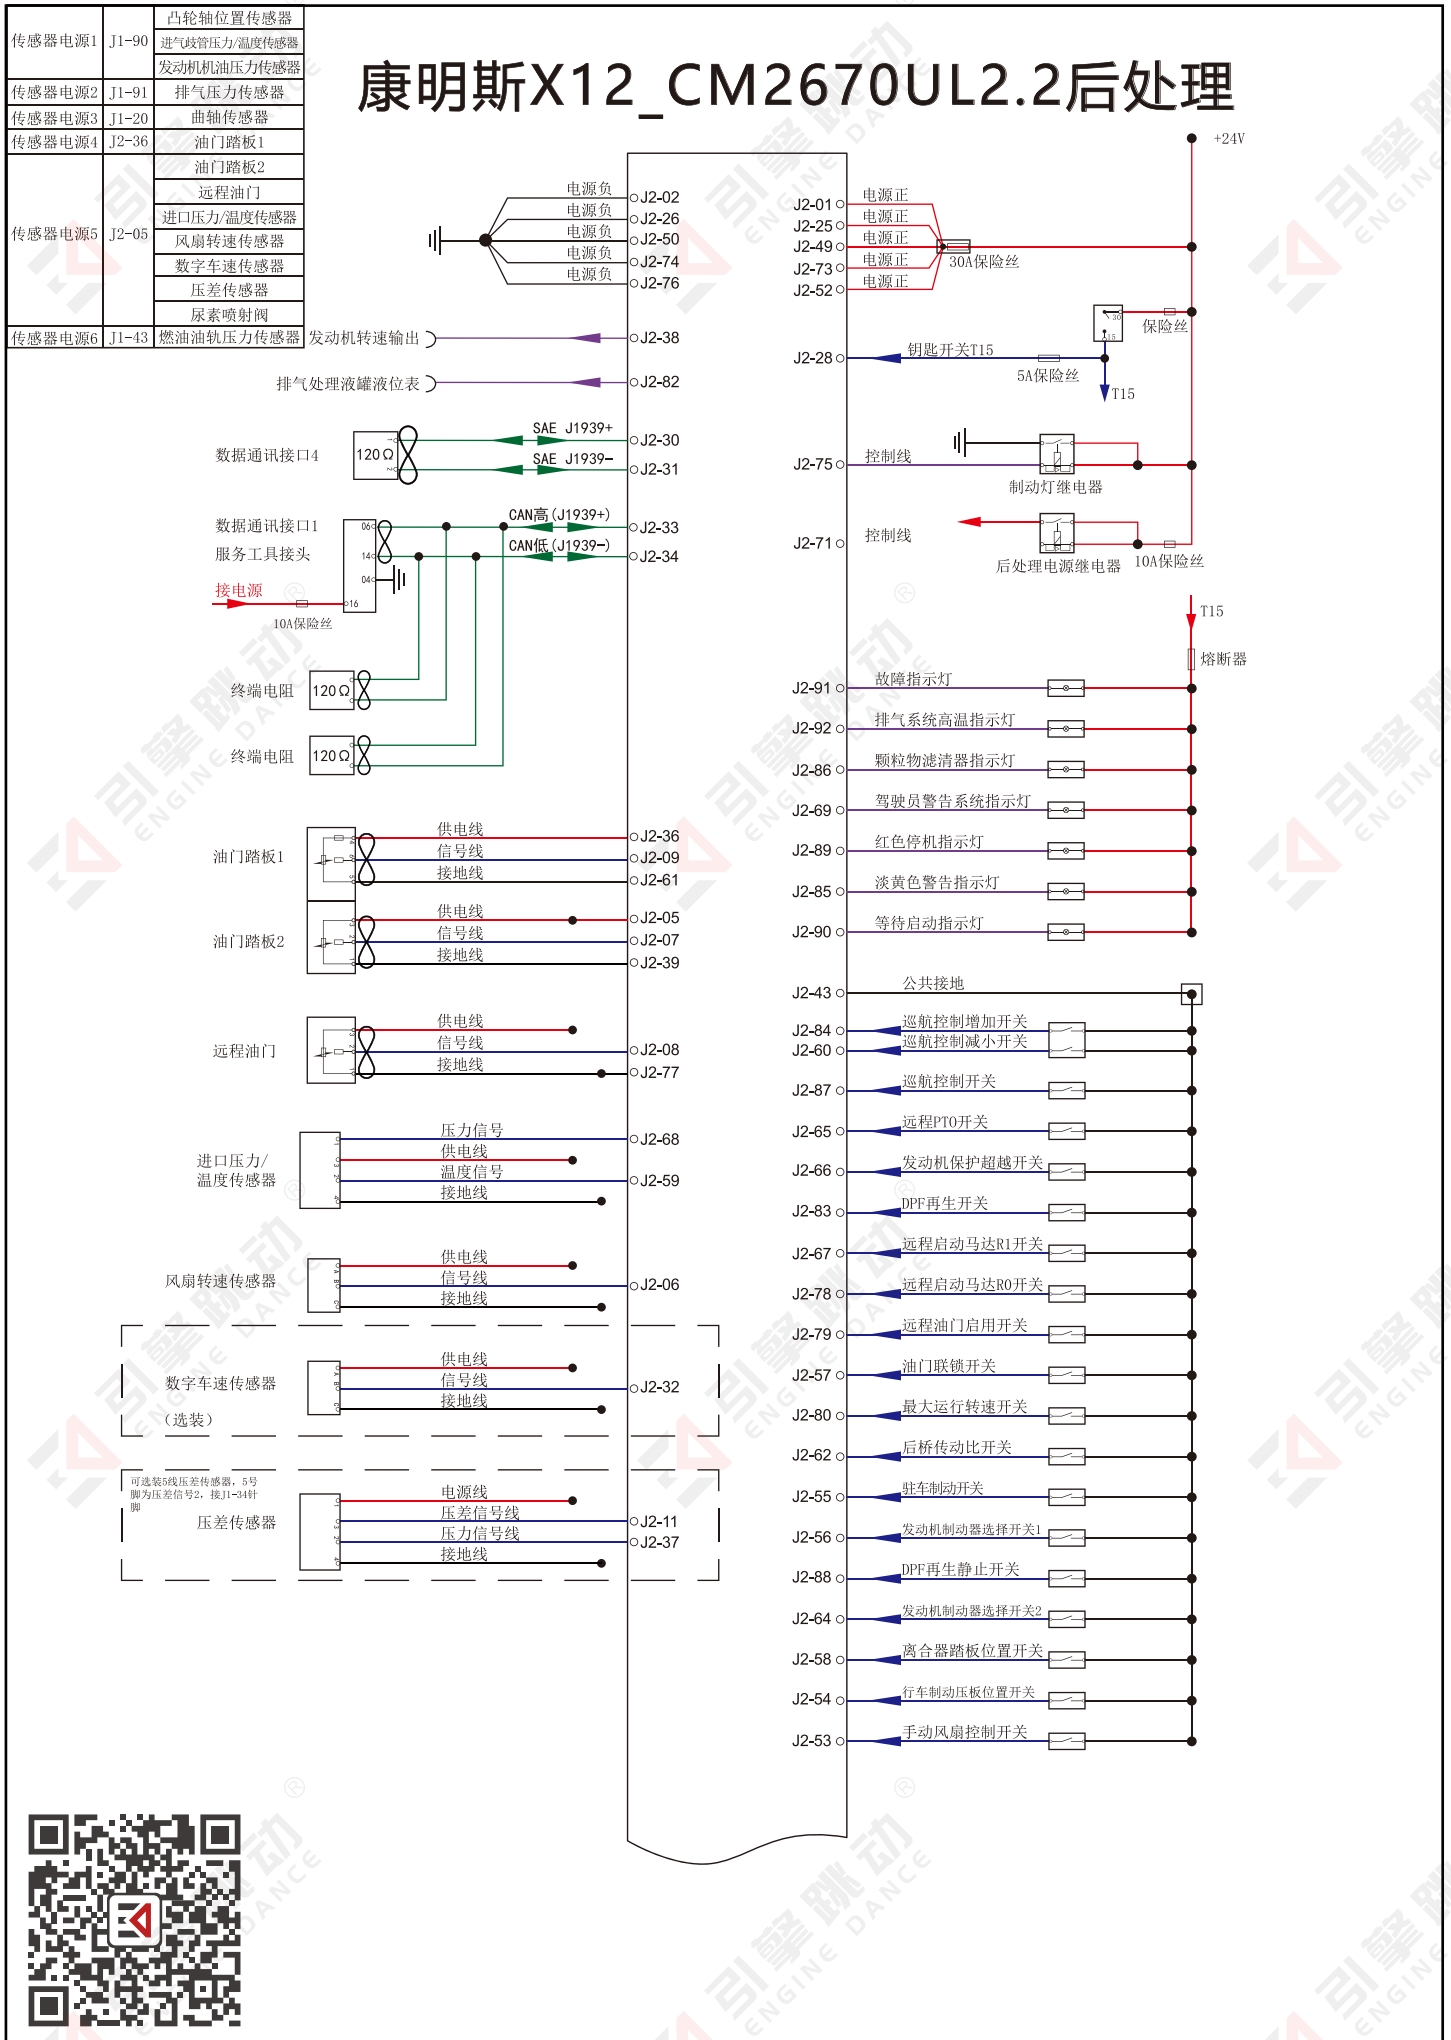 康明斯X12_CM2670UL2.2后处理
传感器电源1 J1-90 凸轮轴位置传感器
进气歧管压力/温度传感器
发动机机油压力传感器
传感器电源2 J1-91 排气压力传感器
传感器电源3 J1-20 曲轴传感器
传感器电源4 J2-36 油门踏板1
传感器电源5 J2-05 油门踏板2
远程油门
进口压力/温度传感器
风扇转速传感器
数字车速传感器
压差传感器
尿素喷射阀
传感器电源6 J1-43 燃油油轨压力传感器
电源负 J2-02
电源负 J2-26
电源负 J2-50
电源负 J2-74
电源负 J2-76
发动机转速输出 J2-38
排气处理液罐液位表 J2-82
数据通讯接口4
120Ω
1
2
SAE J1939+ J2-30
SAE J1939- J2-31
数据通讯接口1
服务工具接头
06
14
04
16
CAN高(J1939+) J2-33
CAN低(J1939-) J2-34
接电源
10A保险丝
终端电阻 120Ω
终端电阻 120Ω
油门踏板1
供电线 J2-36
信号线 J2-09
接地线 J2-61
油门踏板2
供电线 J2-05
信号线 J2-07
接地线 J2-39
远程油门
供电线
信号线 J2-08
接地线 J2-77
进口压力/
温度传感器
1
3
2
4
压力信号 J2-68
供电线
温度信号 J2-59
接地线
风扇转速传感器
A
B
C
供电线
信号线 J2-06
接地线
数字车速传感器
(选装)
A
B
C
供电线
信号线 J2-32
接地线
可选装5线压差传感器，5号
脚为压差信号2，接J1-34针
脚
压差传感器
1
3
2
4
电源线
压差信号线 J2-11
压力信号线 J2-37
接地线
+24V
J2-01 电源正
J2-25 电源正
J2-49 电源正
J2-73 电源正
J2-52 电源正
30A保险丝
30
15
保险丝
J2-28 钥匙开关T15
5A保险丝
T15
J2-75 控制线
制动灯继电器
J2-71 控制线
后处理电源继电器
10A保险丝
T15
熔断器
J2-91 故障指示灯
J2-92 排气系统高温指示灯
J2-86 颗粒物滤清器指示灯
J2-69 驾驶员警告系统指示灯
J2-89 红色停机指示灯
J2-85 淡黄色警告指示灯
J2-90 等待启动指示灯
J2-43 公共接地
J2-84 巡航控制增加开关
J2-60 巡航控制减小开关
J2-87 巡航控制开关
J2-65 远程PTO开关
J2-66 发动机保护超越开关
J2-83 DPF再生开关
J2-67 远程启动马达R1开关
J2-78 远程启动马达R0开关
J2-79 远程油门启用开关
J2-57 油门联锁开关
J2-80 最大运行转速开关
J2-62 后桥传动比开关
J2-55 驻车制动开关
J2-56 发动机制动器选择开关1
J2-88 DPF再生静止开关
J2-64 发动机制动器选择开关2
J2-58 离合器踏板位置开关
J2-54 行车制动压板位置开关
J2-53 手动风扇控制开关
引擎跳动
ENGINE DANCE